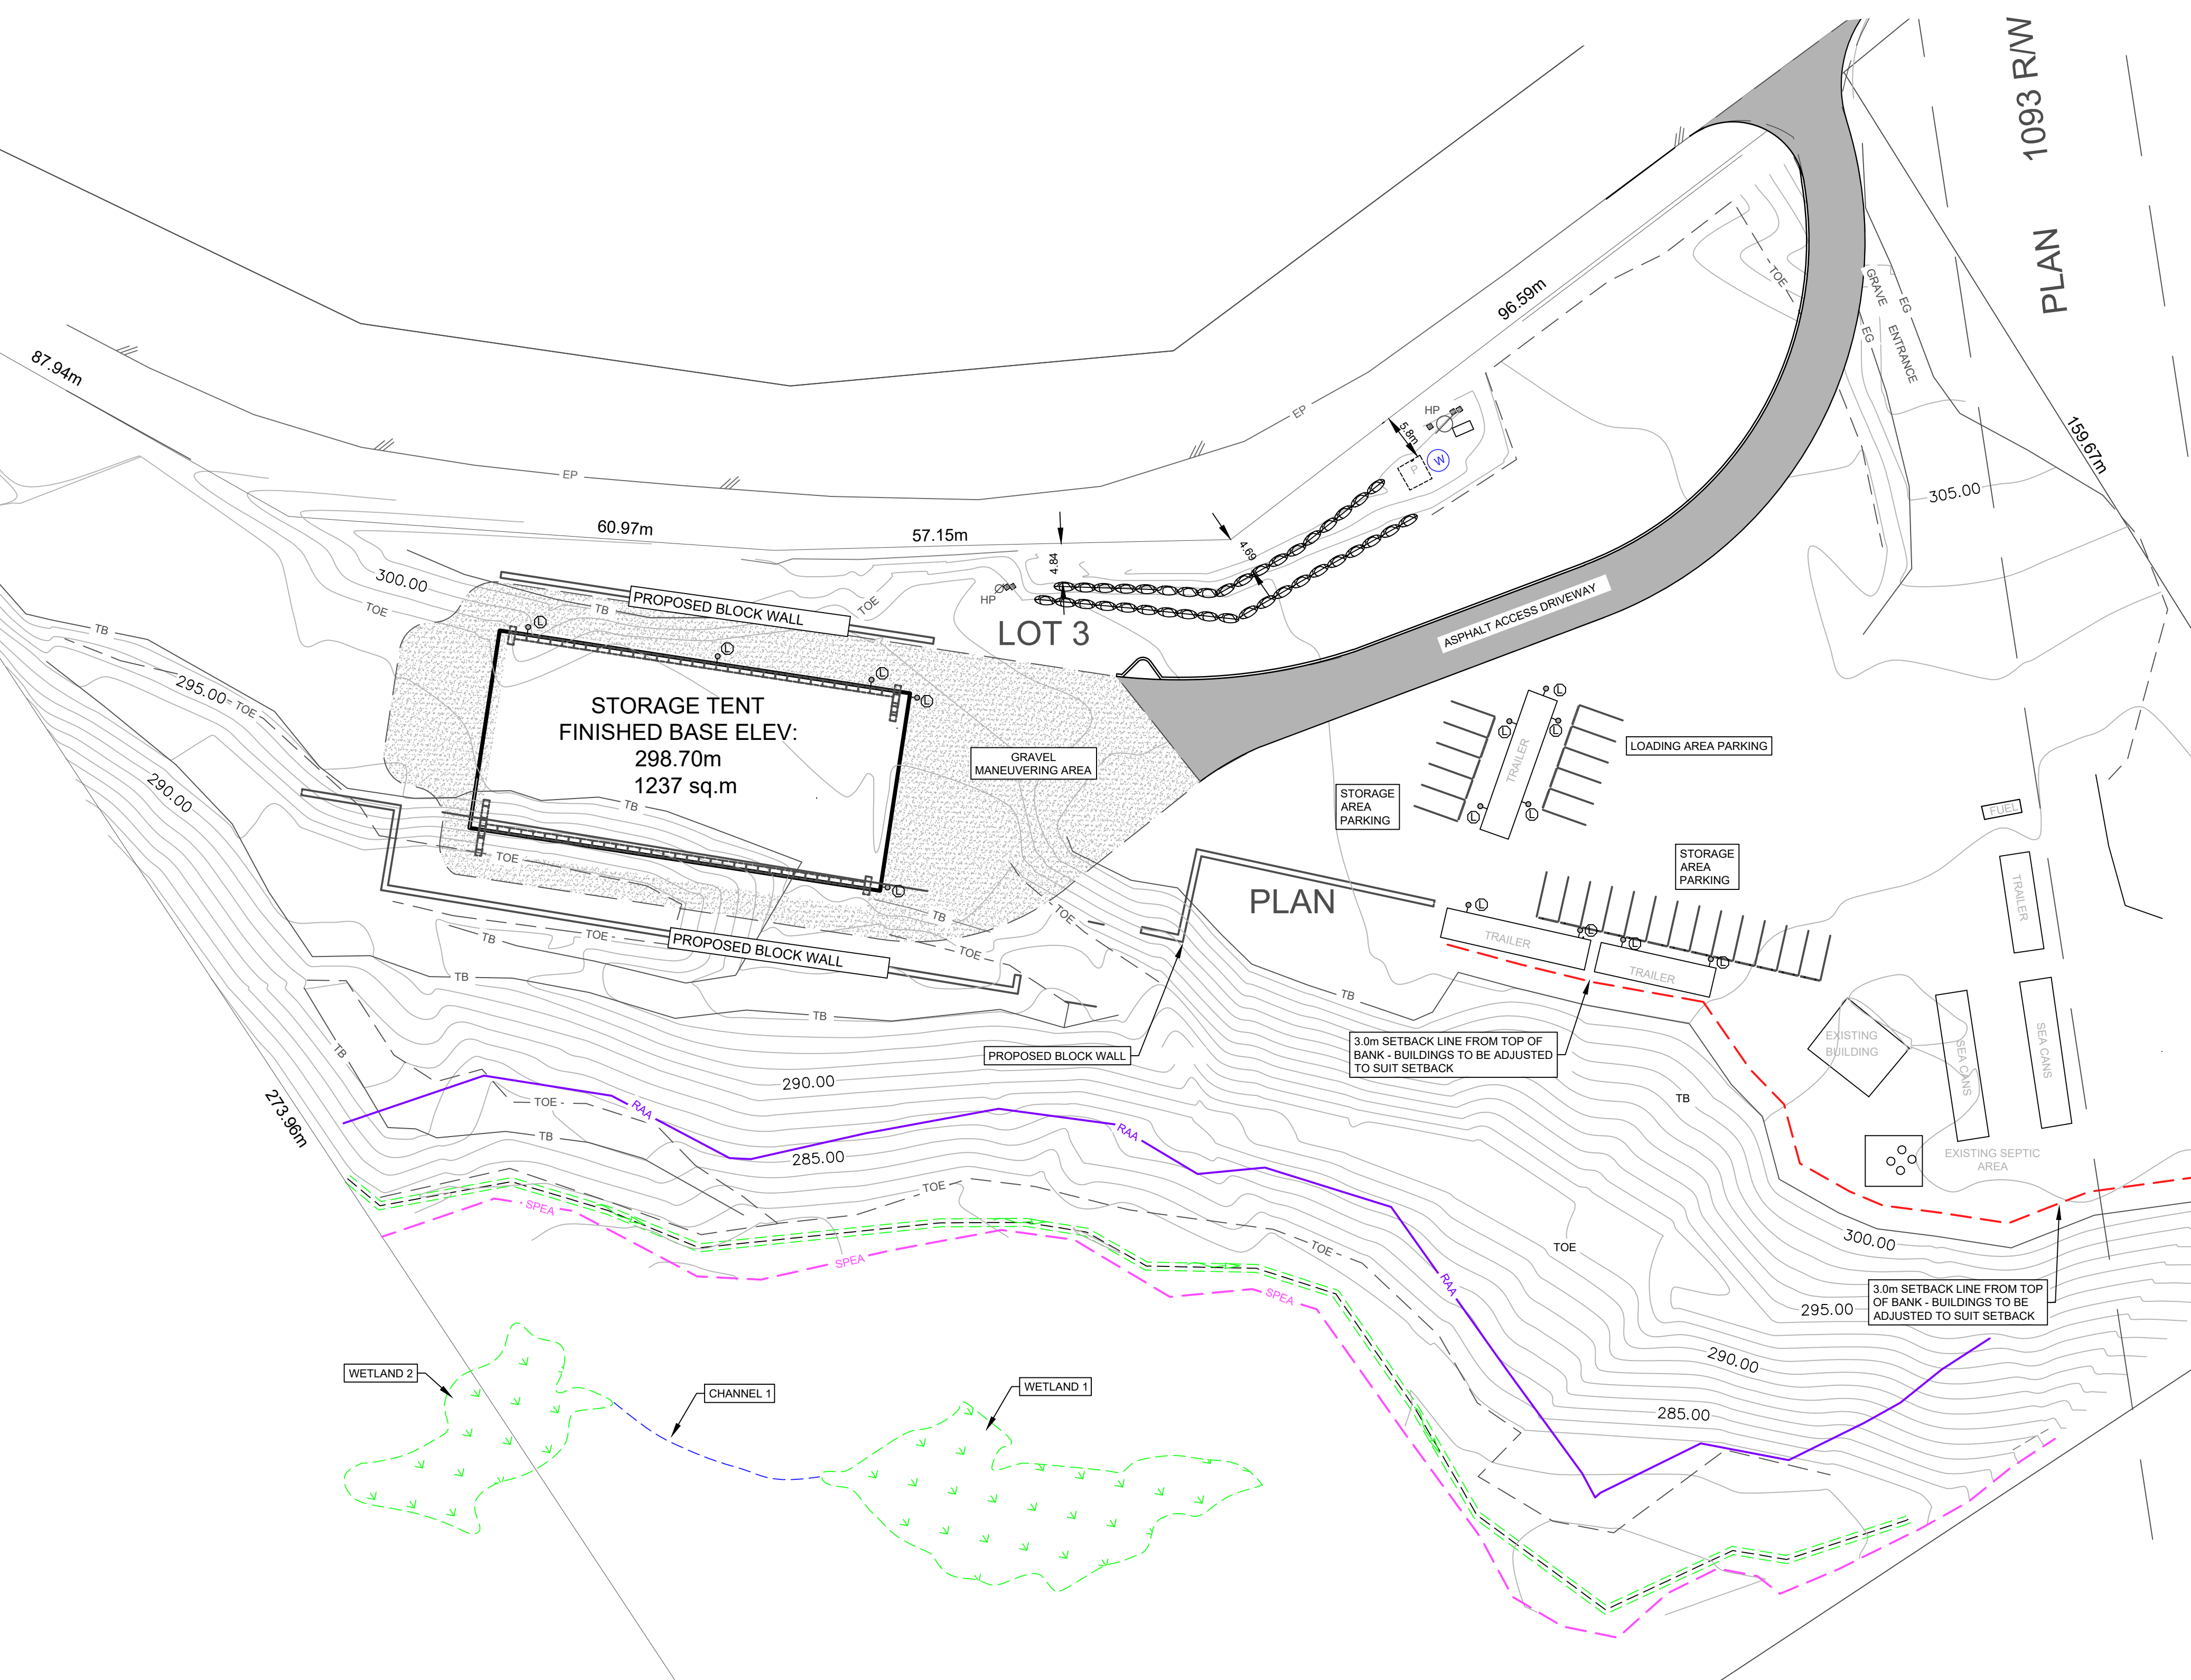 1093 R/W
PLAN
87.94m
EP
EP
96.59m
TOE
GRAVE
EG
EG
ENTRANCE
159.67m
305.00
HP
5.8m
P
W
60.97m
57.15m
4.84
4.69
300.00
TOE
TB
PROPOSED BLOCK WALL
TOE
HP
LOT 3
ASPHALT ACCESS DRIVEWAY
TB
295.00
TOE
L
L
L
L
STORAGE TENT
FINISHED BASE ELEV:
298.70m
1237 sq.m
GRAVEL
MANEUVERING AREA
L
L
L
L
L
TRAILER
LOADING AREA PARKING
STORAGE
AREA
PARKING
290.00
TB
TOE
FUEL
STORAGE
AREA
PARKING
TRAILER
L
TB
TOE
PLAN
L
L
L
L
TRAILER
TRAILER
TB
TOE
PROPOSED BLOCK WALL
TOE
TB
TB
TB
TB
PROPOSED BLOCK WALL
3.0m SETBACK LINE FROM TOP OF
BANK - BUILDINGS TO BE ADJUSTED
TO SUIT SETBACK
EXISTING
BUILDING
SEA CANS
SEA CANS
290.00
TB
TOE
RAA
RAA
TB
273.96m
285.00
EXISTING SEPTIC
AREA
TOE
SPEA
SPEA
TOE
TOE
300.00
RAA
SPEA
295.00
3.0m SETBACK LINE FROM TOP
OF BANK - BUILDINGS TO BE
ADJUSTED TO SUIT SETBACK
290.00
285.00
WETLAND 2
CHANNEL 1
WETLAND 1